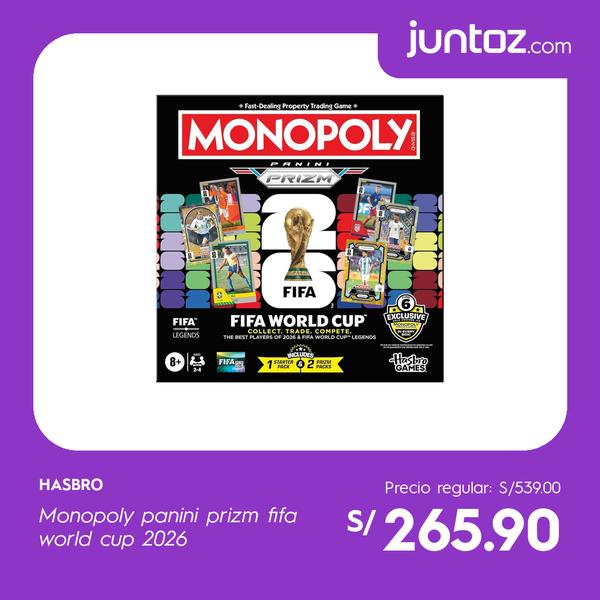 juntoz.com
Fast-Dealing Property Trading Game
MONOPOLY
PANINI
PRIZM
FIFA
FIFA WORLD CUP™
COLLECT. TRADE. COMPETE.
THE BEST PLAYERS OF 2026 & FIFA WORLD CUP™ LEGENDS
FIFA
LEGENDS
6
EXCLUSIVE
8+
2-4
INCLUDES
1 STARTER PACK & 2 PRIZM PACKS
Hasbro
GAMES
HASBRO
Monopoly panini prizm fifa
world cup 2026
Precio regular: S/539.00
S/ 265.90